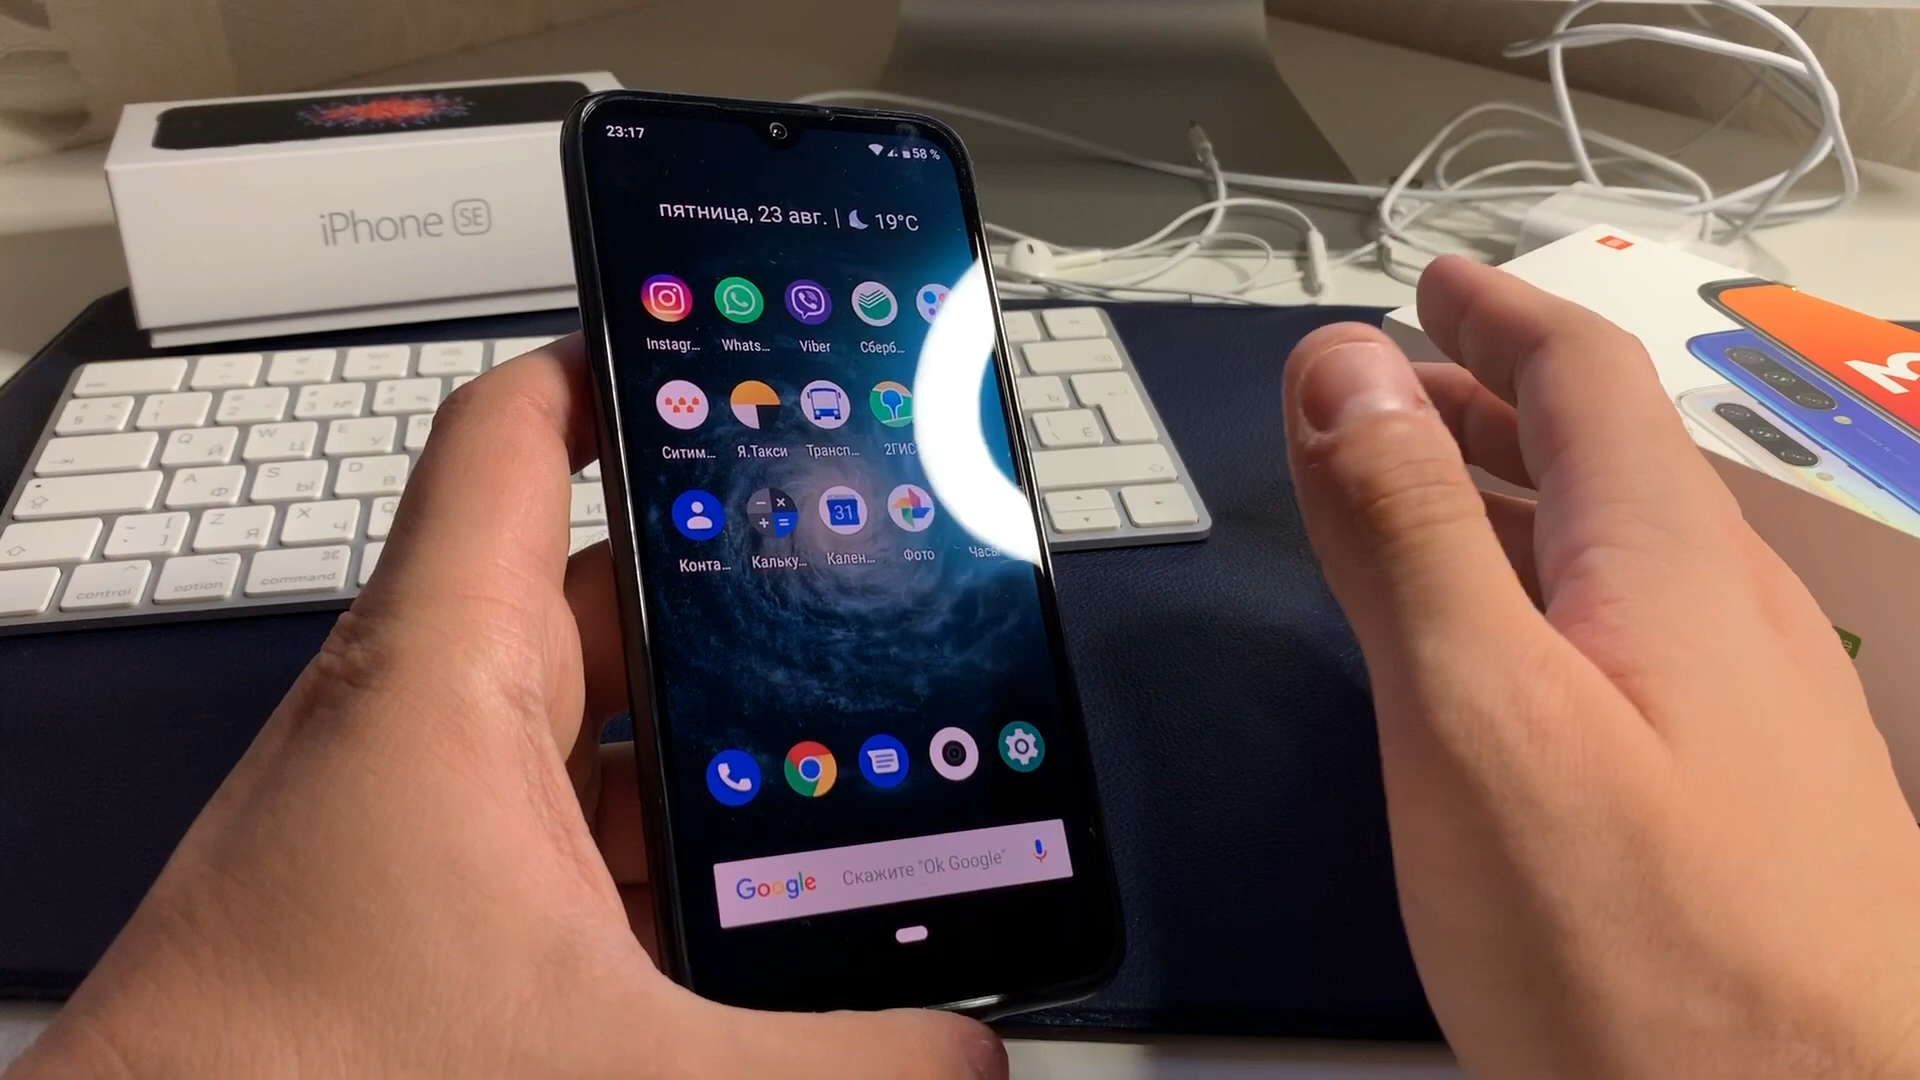 iPhone SE
23:17
58 %
пятница, 23 авг. | 19°C
Instagr... Whats... Viber Сберб...
Ситим... Я.Такси Трансп... 2ГИС
31
Конта... Кальку... Кален... Фото Часы
Google Скажите "Ok Google"
Q Й W Ц E У
A Ф S Ы D В
Z Я X Ч
control option command